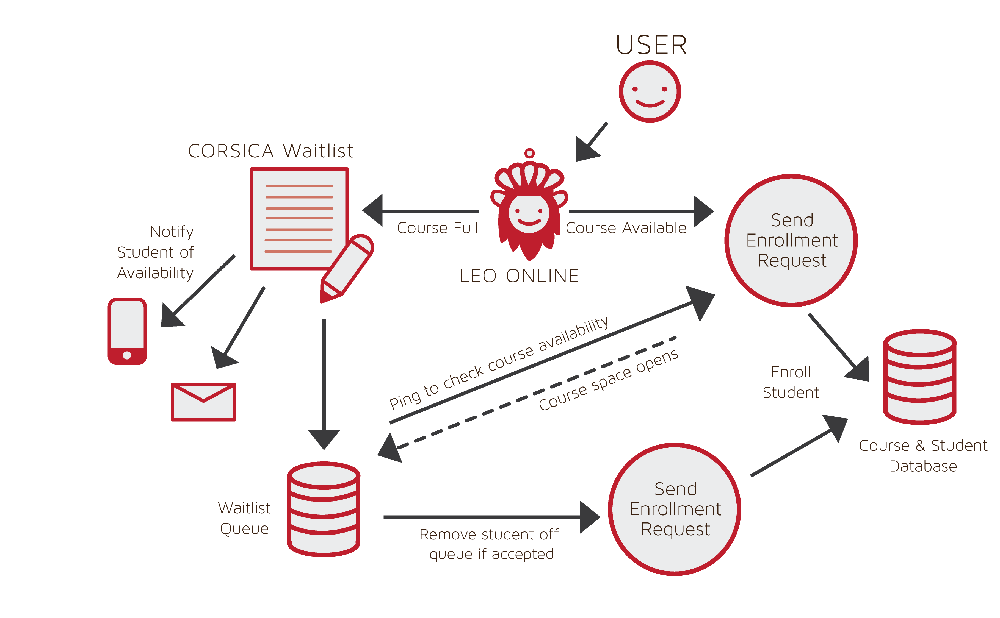 USER
CORSICA Waitlist
Course Full
Course Available
LEO ONLINE
Send
Enrollment
Request
Notify
Student of
Availability
Ping to check course availability
Course space opens
Enroll
Student
Course & Student
Database
Waitlist
Queue
Remove student off
queue if accepted
Send
Enrollment
Request